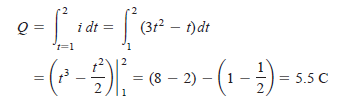 Q = ∫_{t=1}^{2} i dt = ∫_{1}^{2} (3t² – t)dt
= (t³ – t²/2)|_{1}^{2} = (8 – 2) – (1 – 1/2) = 5.5 C